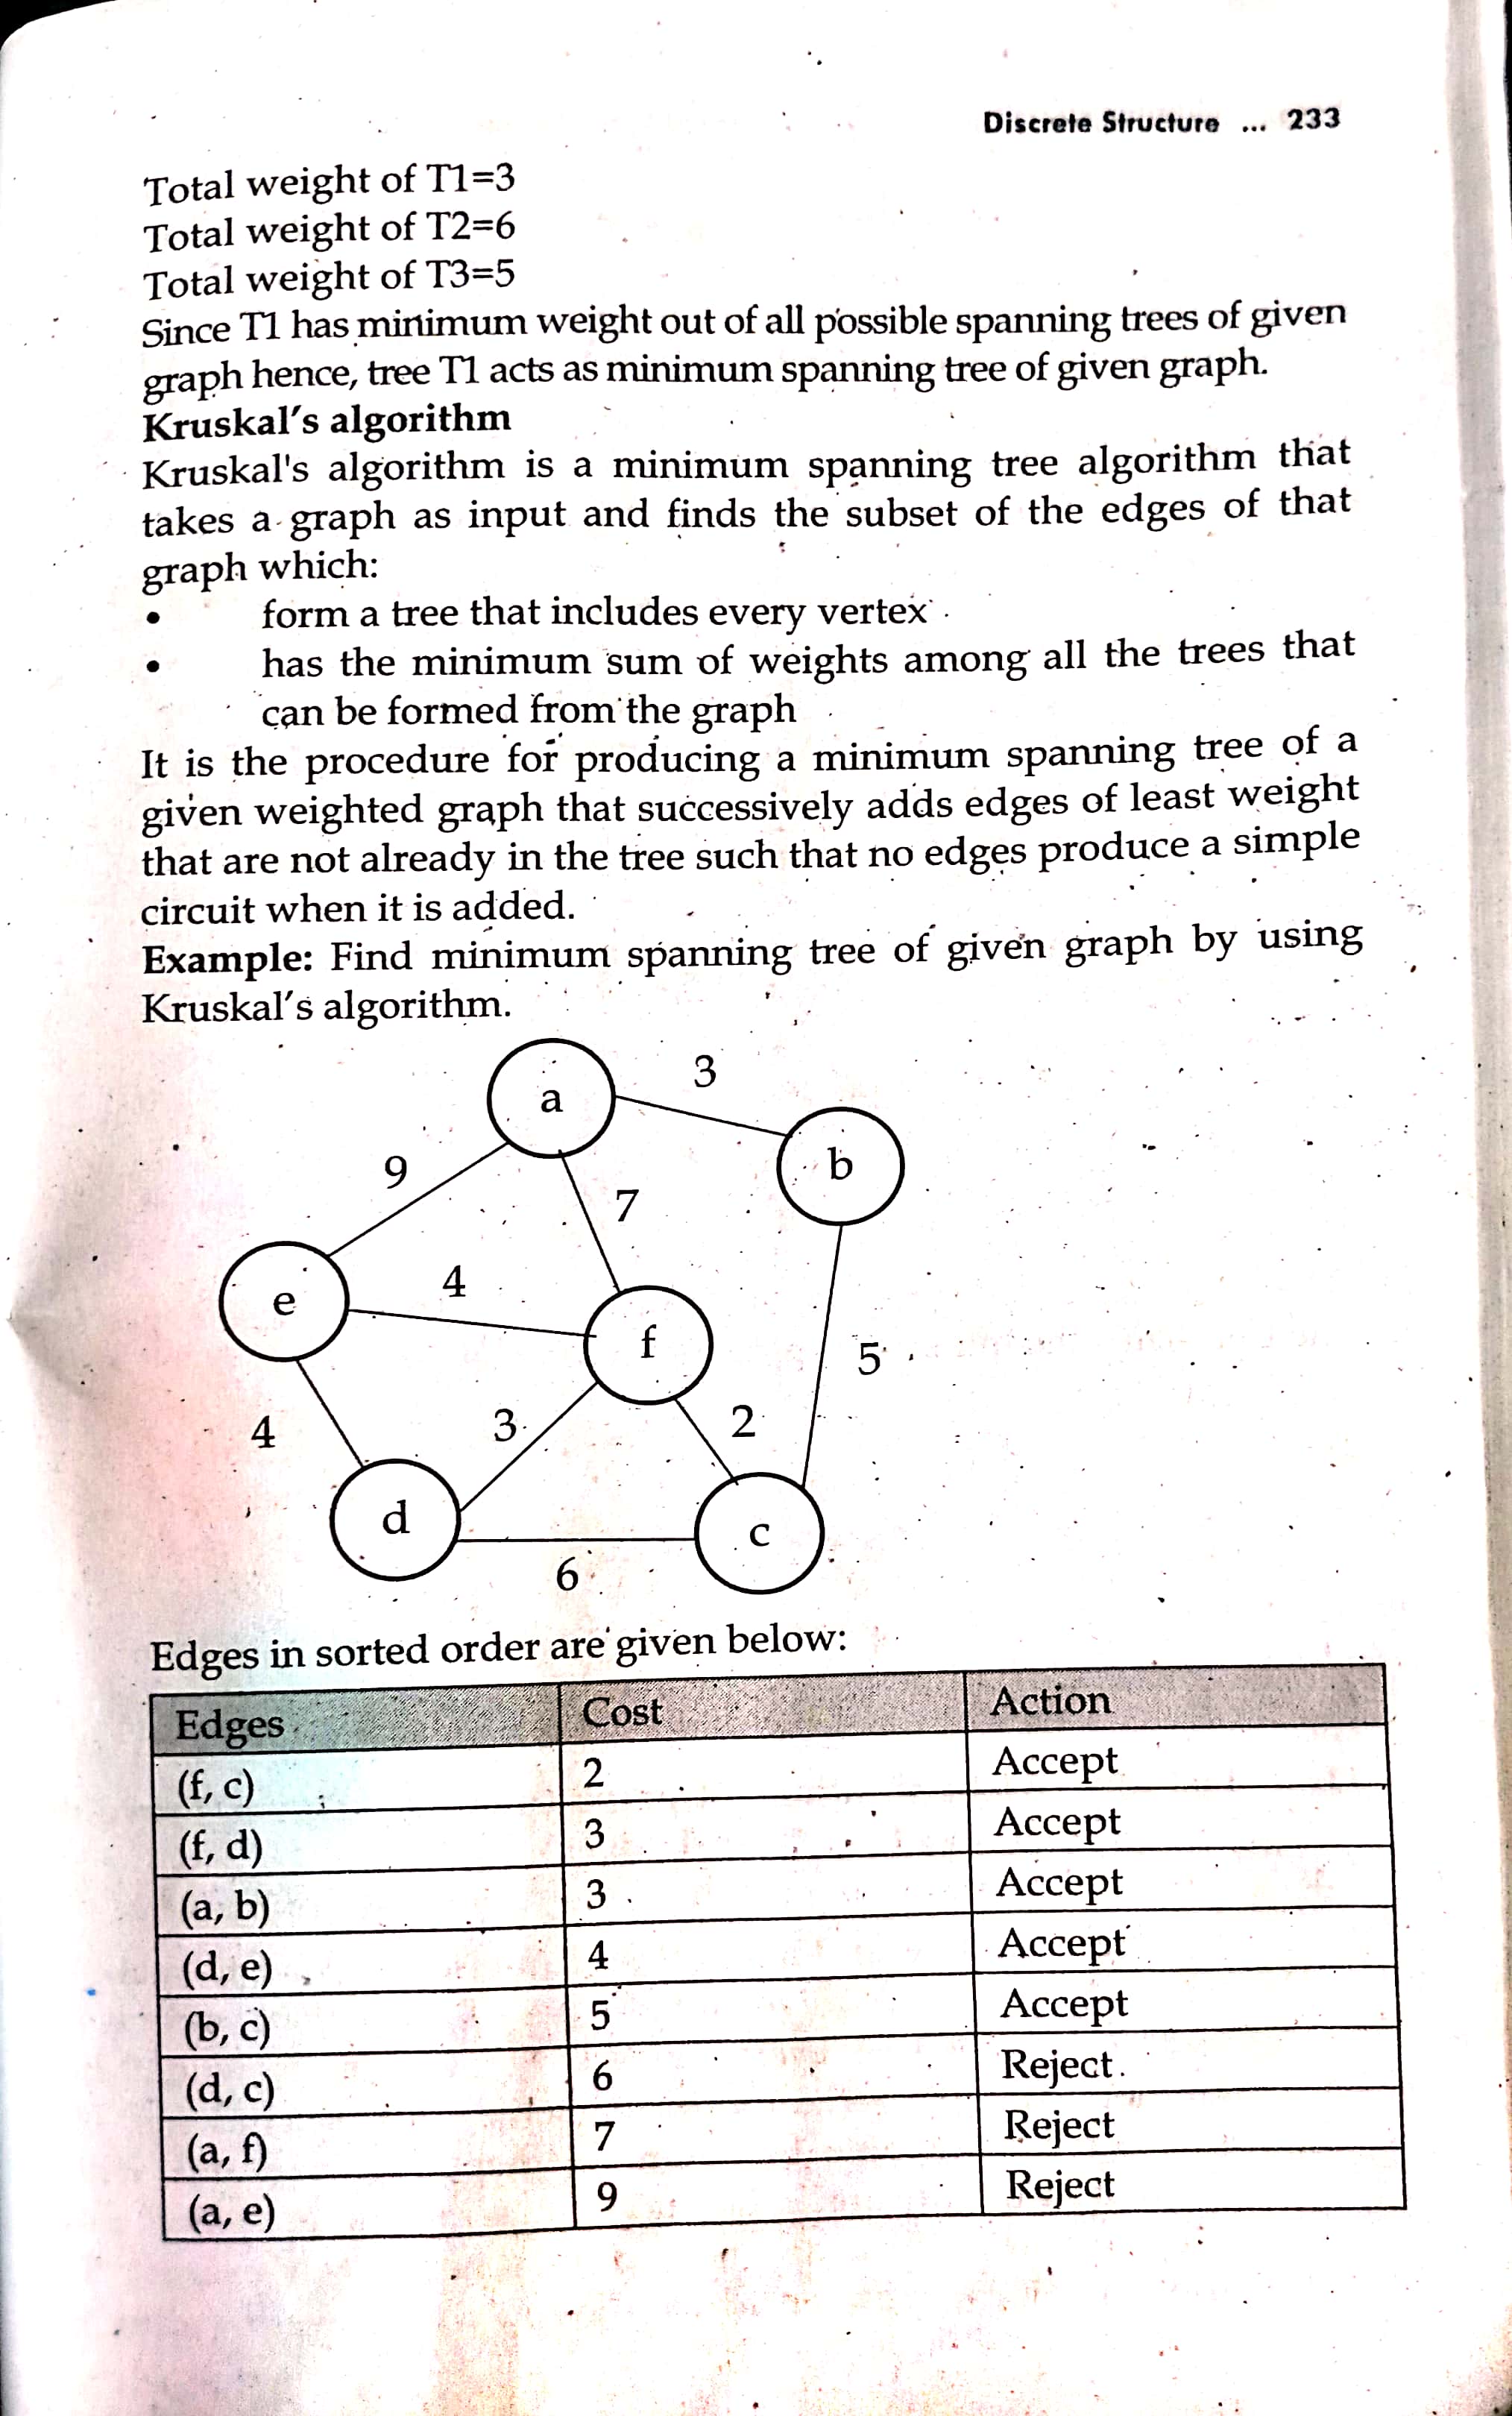 Discrete Structure ... 233
Total weight of T1=3
Total weight of T2=6
Total weight of T3=5
Since T1 has minimum weight out of all possible spanning trees of given
graph hence, tree T1 acts as minimum spanning tree of given graph.
Kruskal's algorithm
Kruskal's algorithm is a minimum spanning tree algorithm that
takes a graph as input and finds the subset of the edges of that
graph which:
• form a tree that includes every vertex
• has the minimum sum of weights among all the trees that
can be formed from the graph
It is the procedure for producing a minimum spanning tree of a
given weighted graph that successively adds edges of least weight
that are not already in the tree such that no edges produce a simple
circuit when it is added.
Example: Find minimum spanning tree of given graph by using
Kruskal's algorithm.
3
a
b
9
7
4
e
f
5
4
3
2
d
c
6
Edges in sorted order are given below:
Edges Cost Action
(f, c) 2 Accept
(f, d) 3 Accept
(a, b) 3 Accept
(d, e) 4 Accept
(b, c) 5 Accept
(d, c) 6 Reject
(a, f) 7 Reject
(a, e) 9 Reject